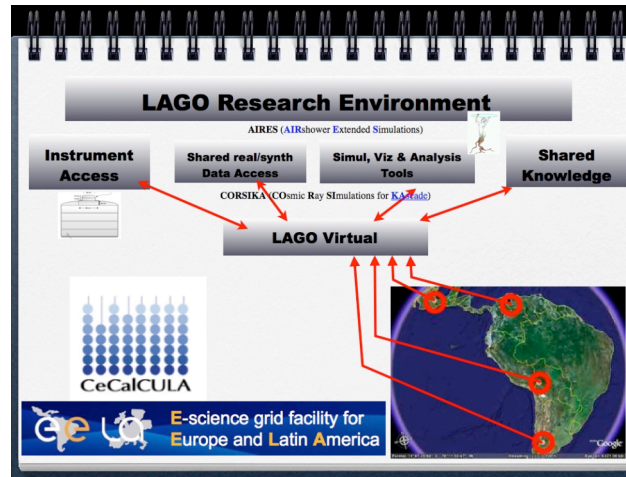 LAGO Research Environment
AIRES (AIRshower Extended Simulations)
Instrument
Access
Shared real/synth
Data Access
Simul, Viz & Analysis
Tools
Shared
Knowledge
CORSIKA (COsmic Ray SImulations for KAscade)
LAGO Virtual
CeCalCULA
E-science grid facility for
Europe and Latin America
Google